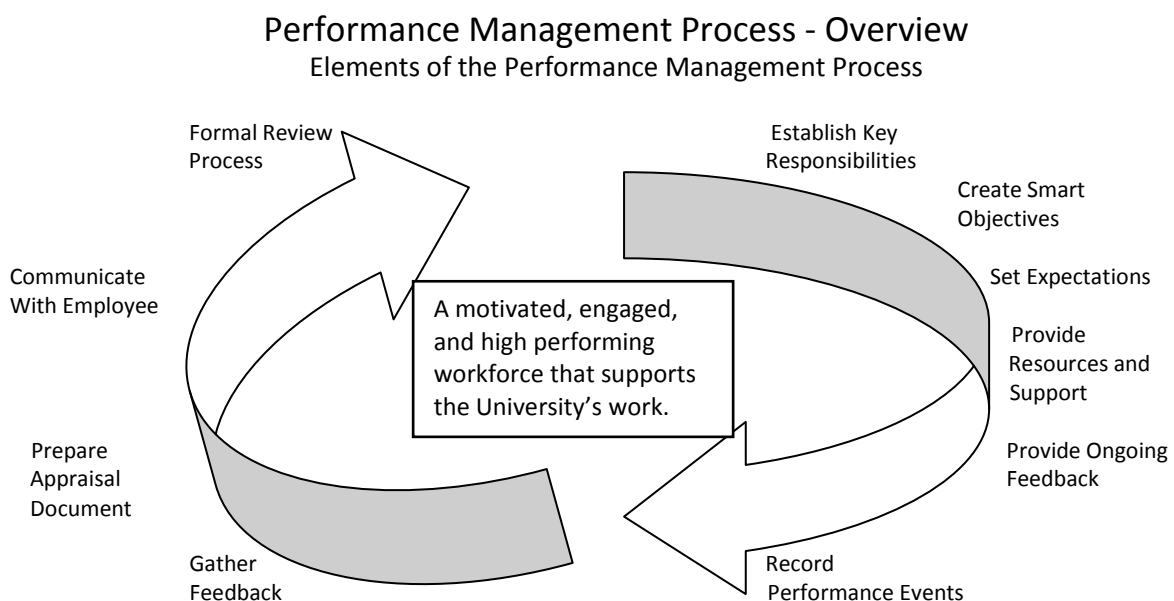 Performance Management Process - Overview
Elements of the Performance Management Process
Formal Review
Process
Establish Key
Responsibilities
Create Smart
Objectives
Communicate
With Employee
Set Expectations
A motivated, engaged,
and high performing
workforce that supports
the University’s work.
Provide
Resources and
Support
Prepare
Appraisal
Document
Provide Ongoing
Feedback
Gather
Feedback
Record
Performance Events